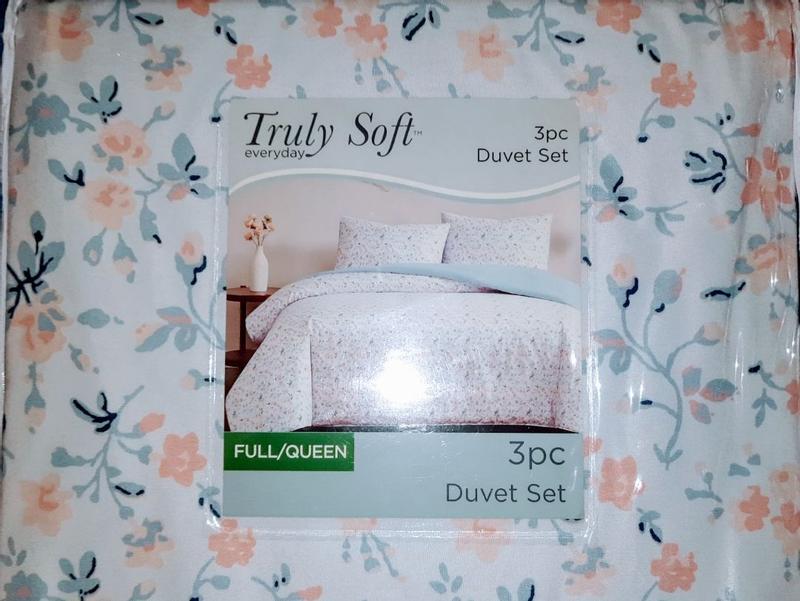 Truly Soft™
everyday
3pc
Duvet Set
FULL/QUEEN
3pc
Duvet Set